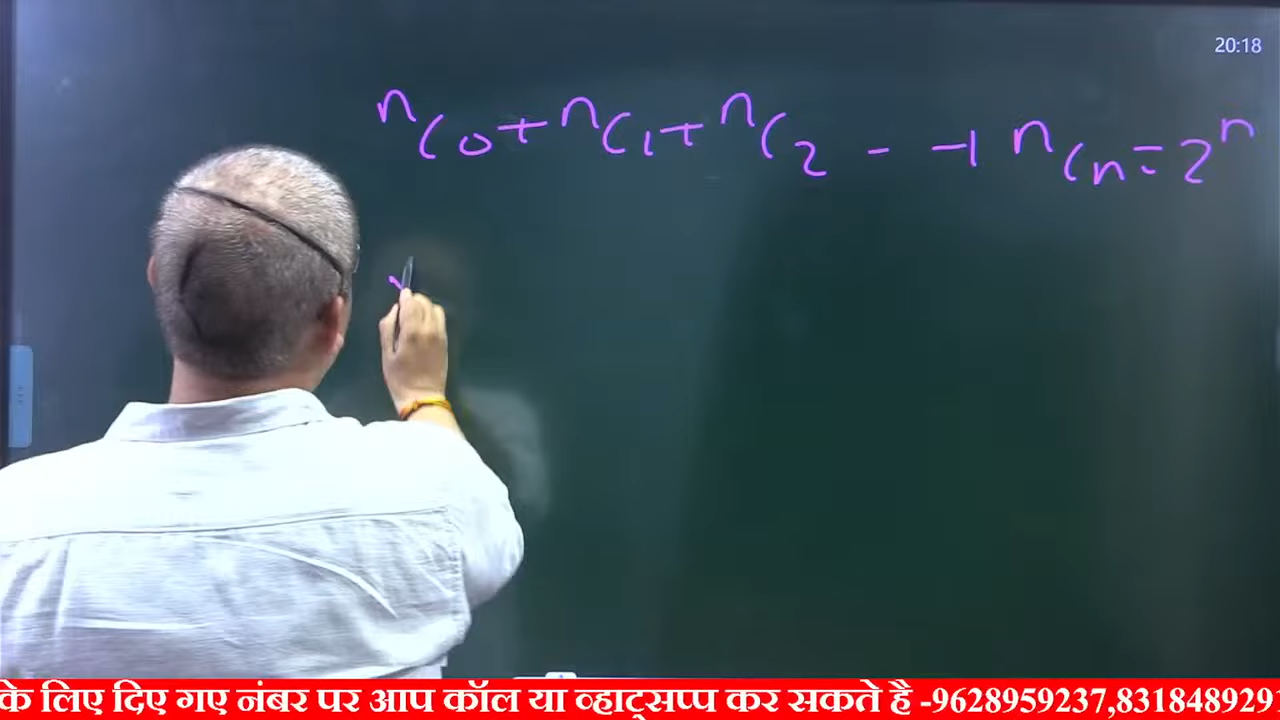 20:18
ⁿC₀ + ⁿC₁ + ⁿC₂ - - + ⁿCₙ = 2ⁿ
के लिए दिए गए नंबर पर आप कॉल या व्हाट्सप्प कर सकते है -9628959237,831848929